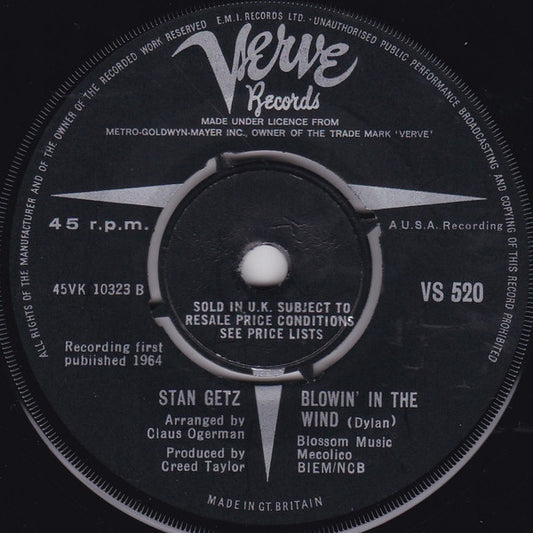 ALL RIGHTS OF THE MANUFACTURER AND OF THE OWNER OF THE RECORDED WORK RESERVED E.M.I. RECORDS LTD. · UNAUTHORISED PUBLIC PERFORMANCE BROADCASTING AND COPYING OF THIS RECORD PROHIBITED
Verve
Records
MADE UNDER LICENCE FROM
METRO-GOLDWYN-MAYER INC., OWNER OF THE TRADE MARK 'VERVE'
45 r.p.m.
A U.S.A. Recording
45VK 10323 B
VS 520
SOLD IN U.K. SUBJECT TO
RESALE PRICE CONDITIONS
SEE PRICE LISTS
Recording first
published 1964
STAN GETZ
Arranged by
Claus Ogerman
Produced by
Creed Taylor
BLOWIN' IN THE
WIND (Dylan)
Blossom Music
Mecolico
BIEM/NCB
MADE IN GT. BRITAIN